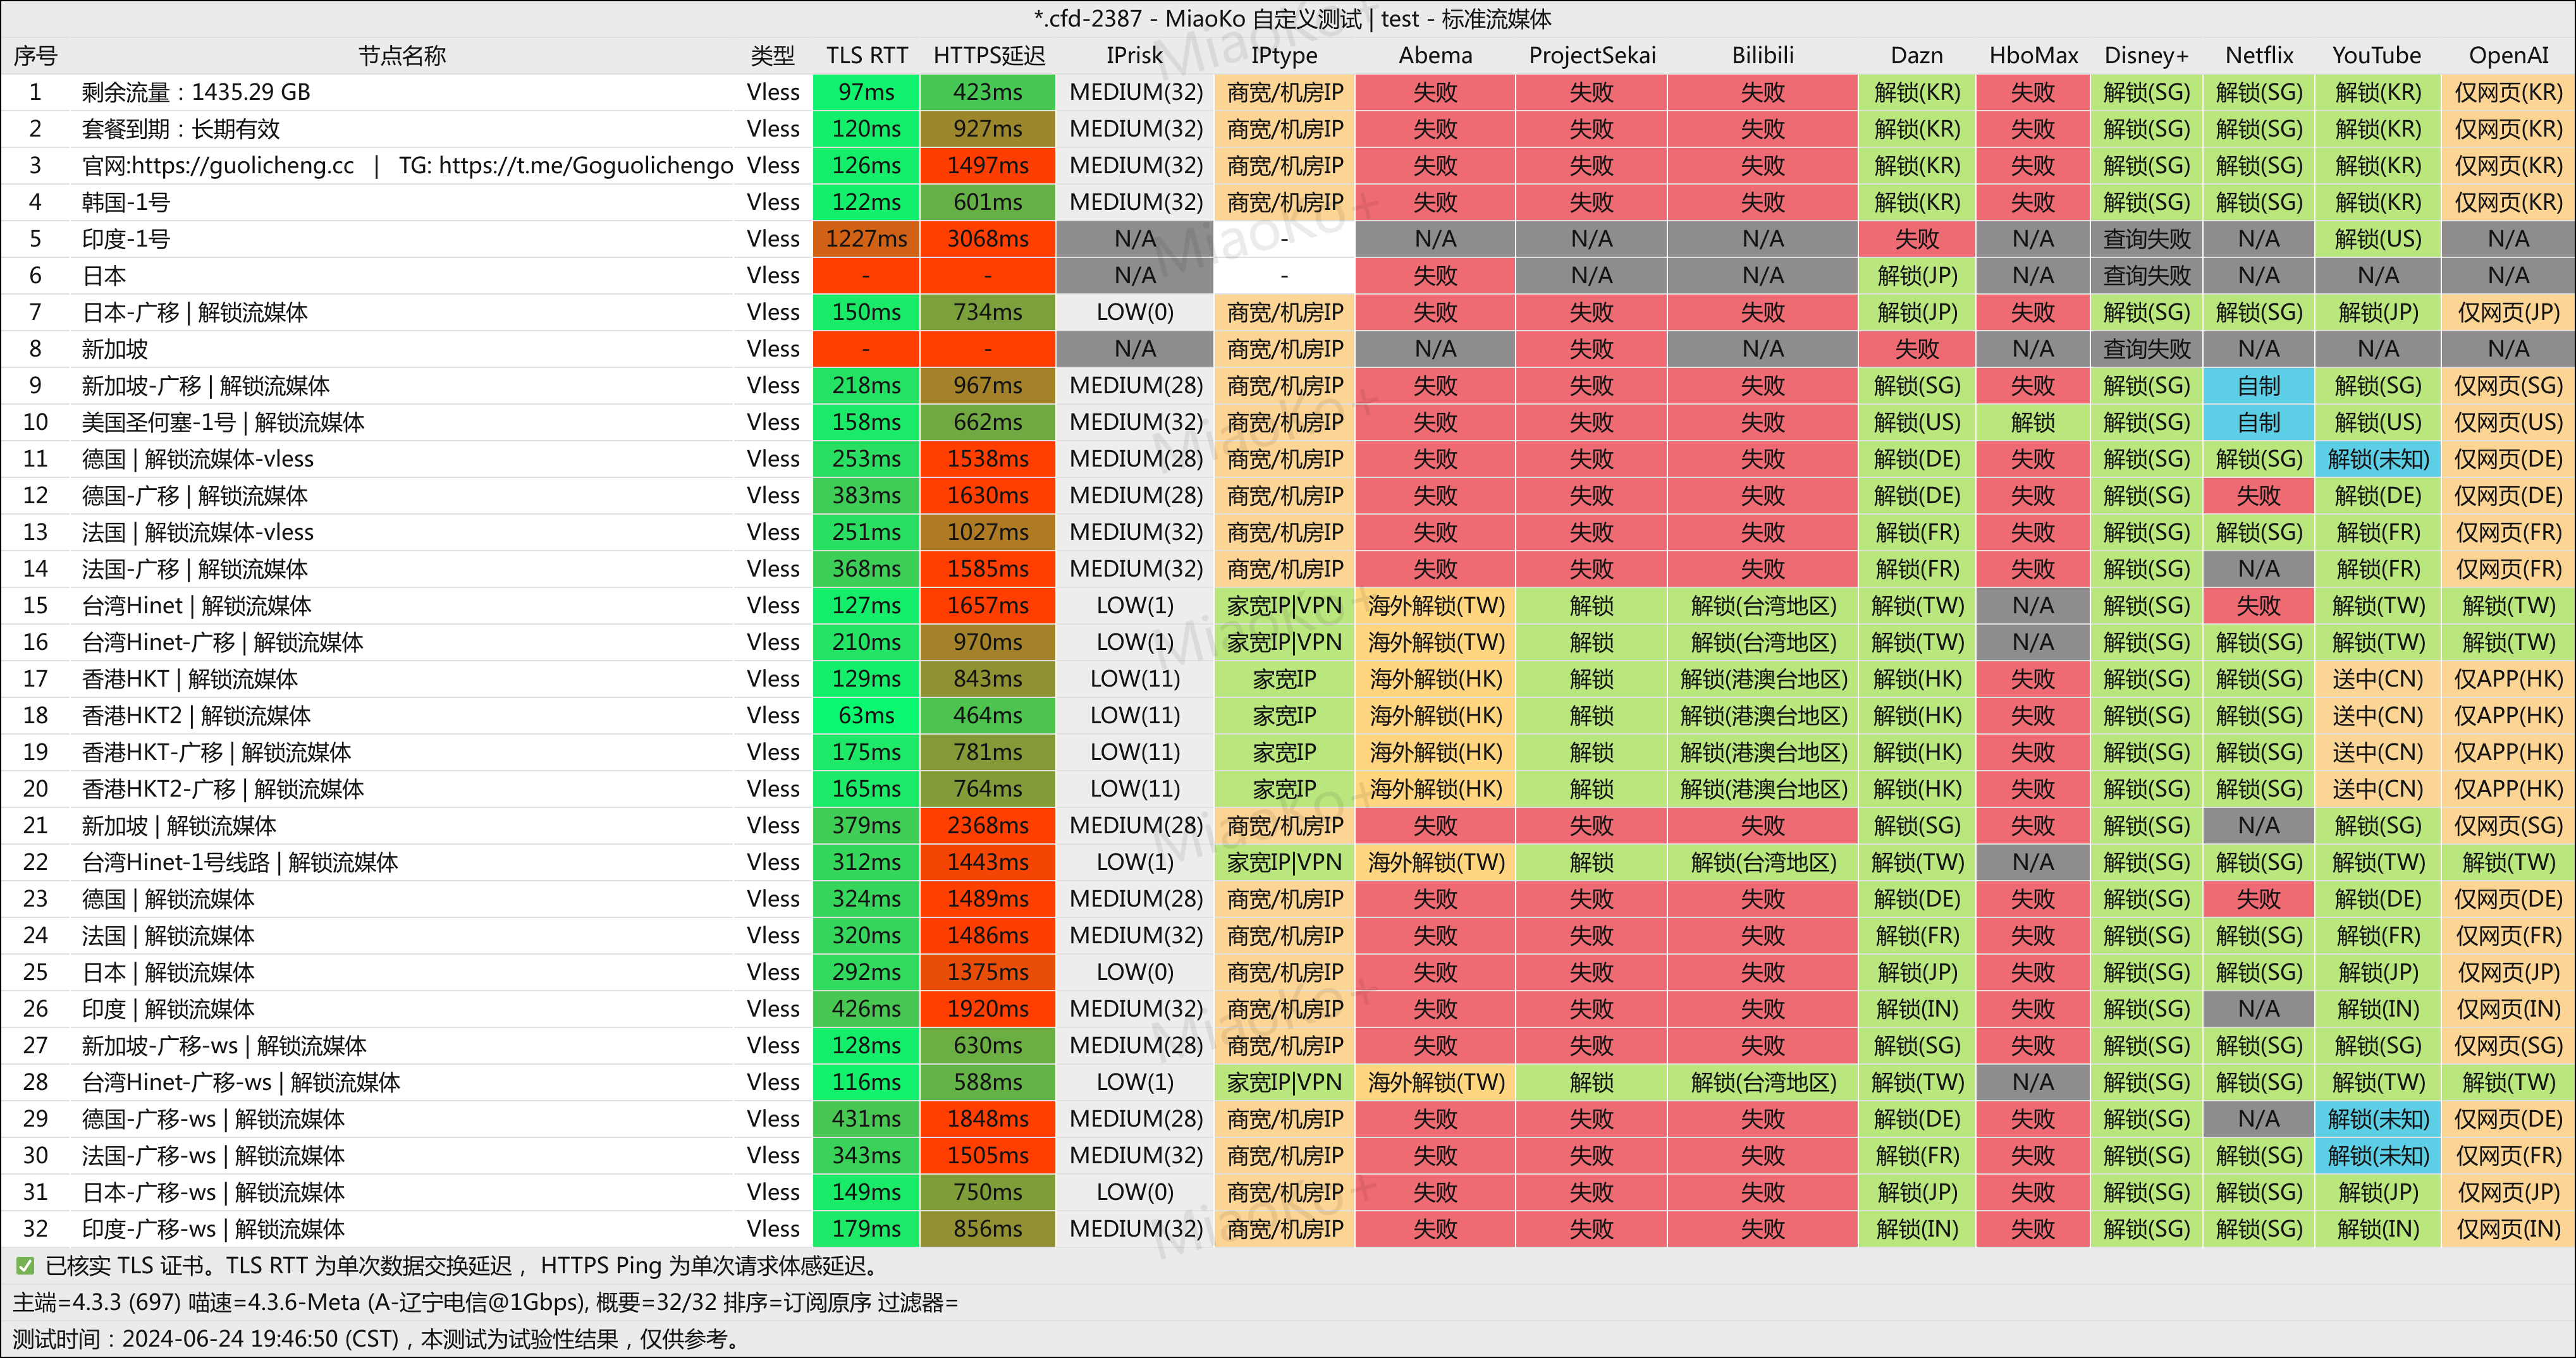 *.cfd-2387 - MiaoKo 自定义测试 | test - 标准流媒体
序号 节点名称 类型 TLS RTT HTTPS延迟 IPrisk IPtype Abema ProjectSekai Bilibili Dazn HboMax Disney+ Netflix YouTube OpenAI
1 剩余流量：1435.29 GB Vless 97ms 423ms MEDIUM(32) 商宽/机房IP 失败 失败 失败 解锁(KR) 失败 解锁(SG) 解锁(SG) 解锁(KR) 仅网页(KR)
2 套餐到期：长期有效 Vless 120ms 927ms MEDIUM(32) 商宽/机房IP 失败 失败 失败 解锁(KR) 失败 解锁(SG) 解锁(SG) 解锁(KR) 仅网页(KR)
3 官网:https://guolicheng.cc | TG: https://t.me/Goguolichengo Vless 126ms 1497ms MEDIUM(32) 商宽/机房IP 失败 失败 失败 解锁(KR) 失败 解锁(SG) 解锁(SG) 解锁(KR) 仅网页(KR)
4 韩国-1号 Vless 122ms 601ms MEDIUM(32) 商宽/机房IP 失败 失败 失败 解锁(KR) 失败 解锁(SG) 解锁(SG) 解锁(KR) 仅网页(KR)
5 印度-1号 Vless 1227ms 3068ms N/A - N/A N/A N/A 失败 N/A 查询失败 N/A 解锁(US) N/A
6 日本 Vless - - N/A - 失败 N/A N/A 解锁(JP) N/A 查询失败 N/A N/A N/A
7 日本-广移 | 解锁流媒体 Vless 150ms 734ms LOW(0) 商宽/机房IP 失败 失败 失败 解锁(JP) 失败 解锁(SG) 解锁(SG) 解锁(JP) 仅网页(JP)
8 新加坡 Vless - - N/A 商宽/机房IP N/A 失败 N/A 失败 N/A 查询失败 N/A N/A N/A
9 新加坡-广移 | 解锁流媒体 Vless 218ms 967ms MEDIUM(28) 商宽/机房IP 失败 失败 失败 解锁(SG) 失败 解锁(SG) 自制 解锁(SG) 仅网页(SG)
10 美国圣何塞-1号 | 解锁流媒体 Vless 158ms 662ms MEDIUM(32) 商宽/机房IP 失败 失败 失败 解锁(US) 解锁 解锁(SG) 自制 解锁(US) 仅网页(US)
11 德国 | 解锁流媒体-vless Vless 253ms 1538ms MEDIUM(28) 商宽/机房IP 失败 失败 失败 解锁(DE) 失败 解锁(SG) 解锁(SG) 解锁(未知) 仅网页(DE)
12 德国-广移 | 解锁流媒体 Vless 383ms 1630ms MEDIUM(28) 商宽/机房IP 失败 失败 失败 解锁(DE) 失败 解锁(SG) 失败 解锁(DE) 仅网页(DE)
13 法国 | 解锁流媒体-vless Vless 251ms 1027ms MEDIUM(32) 商宽/机房IP 失败 失败 失败 解锁(FR) 失败 解锁(SG) 解锁(SG) 解锁(FR) 仅网页(FR)
14 法国-广移 | 解锁流媒体 Vless 368ms 1585ms MEDIUM(32) 商宽/机房IP 失败 失败 失败 解锁(FR) 失败 解锁(SG) N/A 解锁(FR) 仅网页(FR)
15 台湾Hinet | 解锁流媒体 Vless 127ms 1657ms LOW(1) 家宽IP|VPN 海外解锁(TW) 解锁 解锁(台湾地区) 解锁(TW) N/A 解锁(SG) 失败 解锁(TW) 解锁(TW)
16 台湾Hinet-广移 | 解锁流媒体 Vless 210ms 970ms LOW(1) 家宽IP|VPN 海外解锁(TW) 解锁 解锁(台湾地区) 解锁(TW) N/A 解锁(SG) 解锁(SG) 解锁(TW) 解锁(TW)
17 香港HKT | 解锁流媒体 Vless 129ms 843ms LOW(11) 家宽IP 海外解锁(HK) 解锁 解锁(港澳台地区) 解锁(HK) 失败 解锁(SG) 解锁(SG) 送中(CN) 仅APP(HK)
18 香港HKT2 | 解锁流媒体 Vless 63ms 464ms LOW(11) 家宽IP 海外解锁(HK) 解锁 解锁(港澳台地区) 解锁(HK) 失败 解锁(SG) 解锁(SG) 送中(CN) 仅APP(HK)
19 香港HKT-广移 | 解锁流媒体 Vless 175ms 781ms LOW(11) 家宽IP 海外解锁(HK) 解锁 解锁(港澳台地区) 解锁(HK) 失败 解锁(SG) 解锁(SG) 送中(CN) 仅APP(HK)
20 香港HKT2-广移 | 解锁流媒体 Vless 165ms 764ms LOW(11) 家宽IP 海外解锁(HK) 解锁 解锁(港澳台地区) 解锁(HK) 失败 解锁(SG) 解锁(SG) 送中(CN) 仅APP(HK)
21 新加坡 | 解锁流媒体 Vless 379ms 2368ms MEDIUM(28) 商宽/机房IP 失败 失败 失败 解锁(SG) 失败 解锁(SG) N/A 解锁(SG) 仅网页(SG)
22 台湾Hinet-1号线路 | 解锁流媒体 Vless 312ms 1443ms LOW(1) 家宽IP|VPN 海外解锁(TW) 解锁 解锁(台湾地区) 解锁(TW) N/A 解锁(SG) 解锁(SG) 解锁(TW) 解锁(TW)
23 德国 | 解锁流媒体 Vless 324ms 1489ms MEDIUM(28) 商宽/机房IP 失败 失败 失败 解锁(DE) 失败 解锁(SG) 失败 解锁(DE) 仅网页(DE)
24 法国 | 解锁流媒体 Vless 320ms 1486ms MEDIUM(32) 商宽/机房IP 失败 失败 失败 解锁(FR) 失败 解锁(SG) 解锁(SG) 解锁(FR) 仅网页(FR)
25 日本 | 解锁流媒体 Vless 292ms 1375ms LOW(0) 商宽/机房IP 失败 失败 失败 解锁(JP) 失败 解锁(SG) 解锁(SG) 解锁(JP) 仅网页(JP)
26 印度 | 解锁流媒体 Vless 426ms 1920ms MEDIUM(32) 商宽/机房IP 失败 失败 失败 解锁(IN) 失败 解锁(SG) N/A 解锁(IN) 仅网页(IN)
27 新加坡-广移-ws | 解锁流媒体 Vless 128ms 630ms MEDIUM(28) 商宽/机房IP 失败 失败 失败 解锁(SG) 失败 解锁(SG) 解锁(SG) 解锁(SG) 仅网页(SG)
28 台湾Hinet-广移-ws | 解锁流媒体 Vless 116ms 588ms LOW(1) 家宽IP|VPN 海外解锁(TW) 解锁 解锁(台湾地区) 解锁(TW) N/A 解锁(SG) 解锁(SG) 解锁(TW) 解锁(TW)
29 德国-广移-ws | 解锁流媒体 Vless 431ms 1848ms MEDIUM(28) 商宽/机房IP 失败 失败 失败 解锁(DE) 失败 解锁(SG) N/A 解锁(未知) 仅网页(DE)
30 法国-广移-ws | 解锁流媒体 Vless 343ms 1505ms MEDIUM(32) 商宽/机房IP 失败 失败 失败 解锁(FR) 失败 解锁(SG) 解锁(SG) 解锁(未知) 仅网页(FR)
31 日本-广移-ws | 解锁流媒体 Vless 149ms 750ms LOW(0) 商宽/机房IP 失败 失败 失败 解锁(JP) 失败 解锁(SG) 解锁(SG) 解锁(JP) 仅网页(JP)
32 印度-广移-ws | 解锁流媒体 Vless 179ms 856ms MEDIUM(32) 商宽/机房IP 失败 失败 失败 解锁(IN) 失败 解锁(SG) 解锁(SG) 解锁(IN) 仅网页(IN)
✅ 已核实 TLS 证书。TLS RTT 为单次数据交换延迟， HTTPS Ping 为单次请求体感延迟。
主端=4.3.3 (697) 喵速=4.3.6-Meta (A-辽宁电信@1Gbps), 概要=32/32 排序=订阅原序 过滤器=
测试时间：2024-06-24 19:46:50 (CST)，本测试为试验性结果，仅供参考。